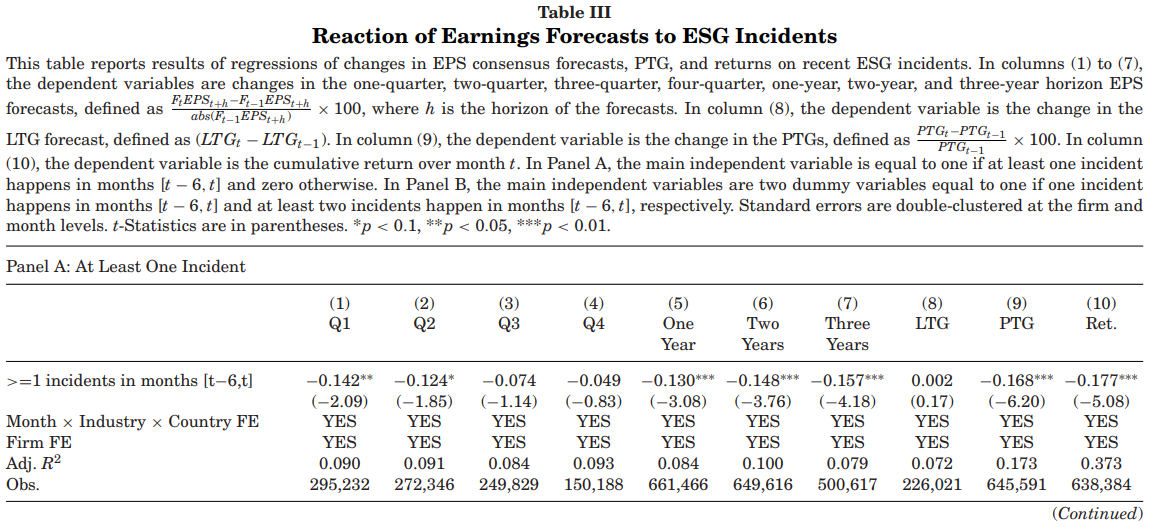 Table III
Reaction of Earnings Forecasts to ESG Incidents
This table reports results of regressions of changes in EPS consensus forecasts, PTG, and returns on recent ESG incidents. In columns (1) to (7),
the dependent variables are changes in the one-quarter, two-quarter, three-quarter, four-quarter, one-year, two-year, and three-year horizon EPS
forecasts, defined as \frac{F_tEPS_{t+h}−F_{t−1}EPS_{t+h}}{abs(F_{t−1}EPS_{t+h})} × 100, where h is the horizon of the forecasts. In column (8), the dependent variable is the change in the
LTG forecast, defined as (LTG_t − LTG_{t−1}). In column (9), the dependent variable is the change in the PTGs, defined as \frac{PTG_t−PTG_{t−1}}{PTG_{t−1}} × 100. In column
(10), the dependent variable is the cumulative return over month t. In Panel A, the main independent variable is equal to one if at least one incident
happens in months [t − 6, t] and zero otherwise. In Panel B, the main independent variables are two dummy variables equal to one if one incident
happens in months [t − 6, t] and at least two incidents happen in months [t − 6, t], respectively. Standard errors are double-clustered at the firm and
month levels. t-Statistics are in parentheses. *p < 0.1, **p < 0.05, ***p < 0.01.
Panel A: At Least One Incident
(1) (2) (3) (4) (5) (6) (7) (8) (9) (10)
Q1 Q2 Q3 Q4 One Two Three LTG PTG Ret.
Year Years Years
>=1 incidents in months [t−6,t] −0.142** −0.124* −0.074 −0.049 −0.130*** −0.148*** −0.157*** 0.002 −0.168*** −0.177***
(−2.09) (−1.85) (−1.14) (−0.83) (−3.08) (−3.76) (−4.18) (0.17) (−6.20) (−5.08)
Month × Industry × Country FE YES YES YES YES YES YES YES YES YES YES
Firm FE YES YES YES YES YES YES YES YES YES YES
Adj. R² 0.090 0.091 0.084 0.093 0.084 0.100 0.079 0.072 0.173 0.373
Obs. 295,232 272,346 249,829 150,188 661,466 649,616 500,617 226,021 645,591 638,384
(Continued)